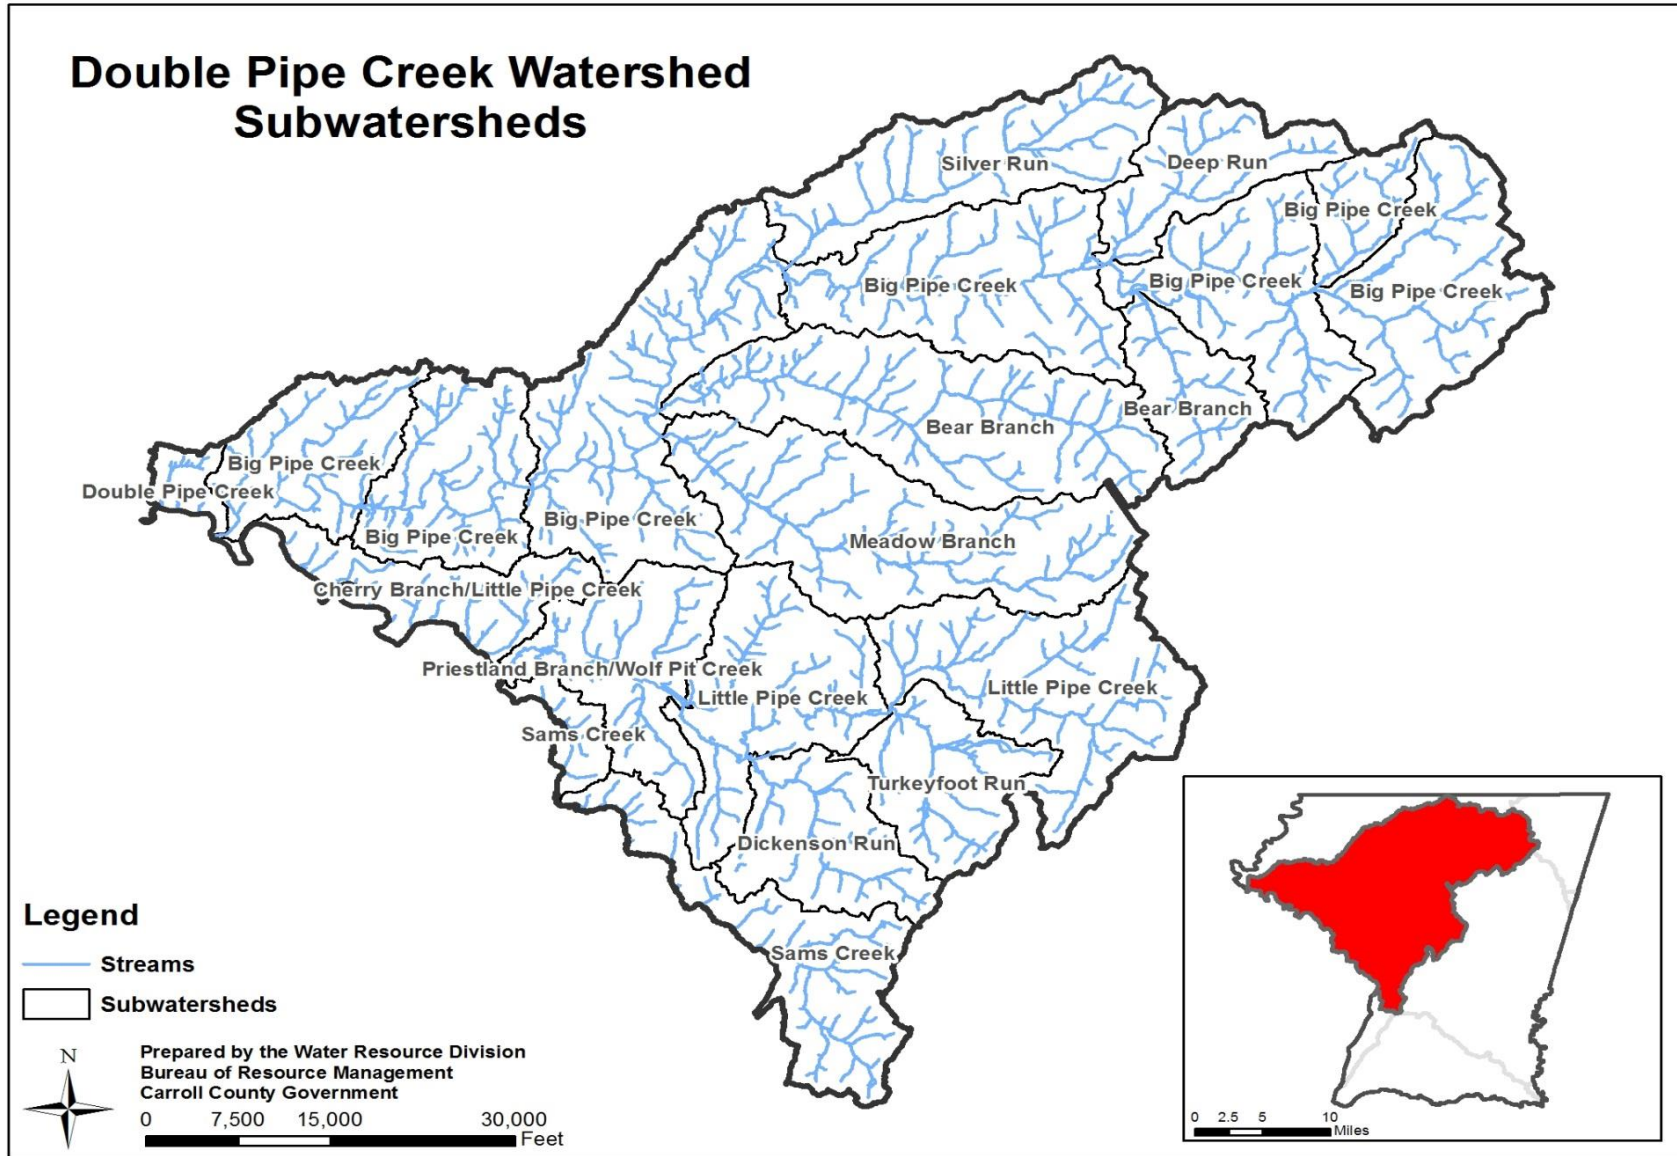 Double Pipe Creek Watershed
Subwatersheds
Silver Run
Deep Run
Big Pipe Creek
Big Pipe Creek
Big Pipe Creek
Big Pipe Creek
Bear Branch
Bear Branch
Big Pipe Creek
Double Pipe Creek
Big Pipe Creek
Big Pipe Creek
Meadow Branch
Cherry Branch/Little Pipe Creek
Priestland Branch/Wolf Pit Creek
Little Pipe Creek
Little Pipe Creek
Sams Creek
Turkeyfoot Run
Dickenson Run
Sams Creek
Legend
Streams
Subwatersheds
N
Prepared by the Water Resource Division
Bureau of Resource Management
Carroll County Government
0 7,500 15,000 30,000
Feet
0 2.5 5 10
Miles